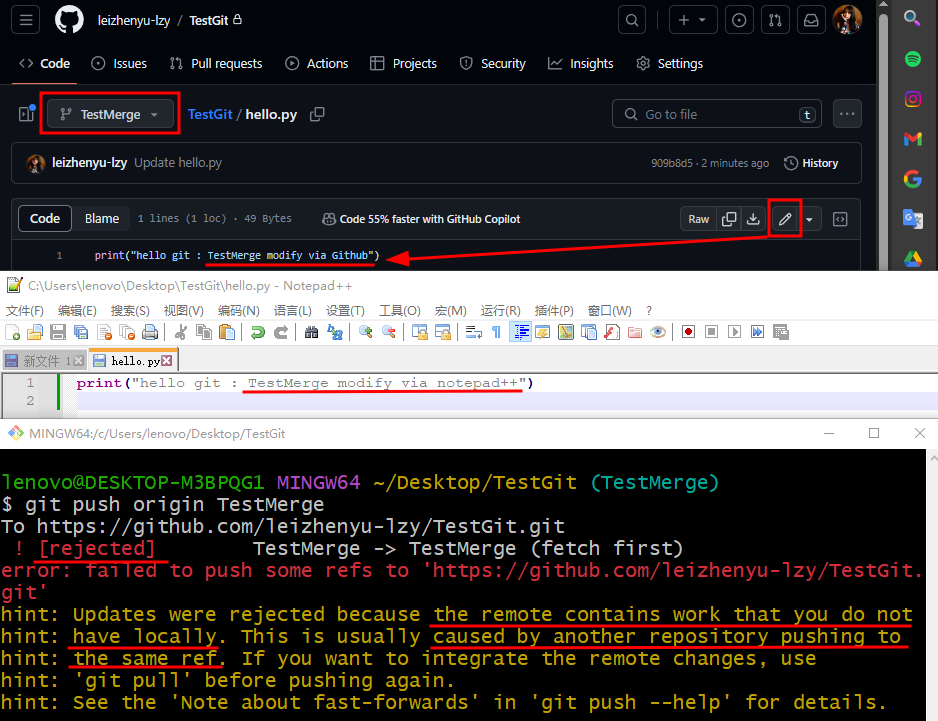 leizhenyu-lzy / TestGit
Code Issues Pull requests Actions Projects Security Insights Settings
TestMerge TestGit / hello.py Go to file t
leizhenyu-lzy Update hello.py 909b8d5 · 2 minutes ago History
Code Blame 1 lines (1 loc) · 49 Bytes Code 55% faster with GitHub Copilot Raw
1 print("hello git : TestMerge modify via Github")
C:\Users\lenovo\Desktop\TestGit\hello.py - Notepad++
文件(F) 编辑(E) 搜索(S) 视图(V) 编码(N) 语言(L) 设置(T) 工具(O) 宏(M) 运行(R) 插件(P) 窗口(W) ?
新文件 1 hello.py
1 print("hello git : TestMerge modify via notepad++")
2
MINGW64:/c/Users/lenovo/Desktop/TestGit
lenovo@DESKTOP-M3BPQG1 MINGW64 ~/Desktop/TestGit (TestMerge)
$ git push origin TestMerge
To https://github.com/leizhenyu-lzy/TestGit.git
! [rejected] TestMerge -> TestMerge (fetch first)
error: failed to push some refs to 'https://github.com/leizhenyu-lzy/TestGit.
git'
hint: Updates were rejected because the remote contains work that you do not
hint: have locally. This is usually caused by another repository pushing to
hint: the same ref. If you want to integrate the remote changes, use
hint: 'git pull' before pushing again.
hint: See the 'Note about fast-forwards' in 'git push --help' for details.